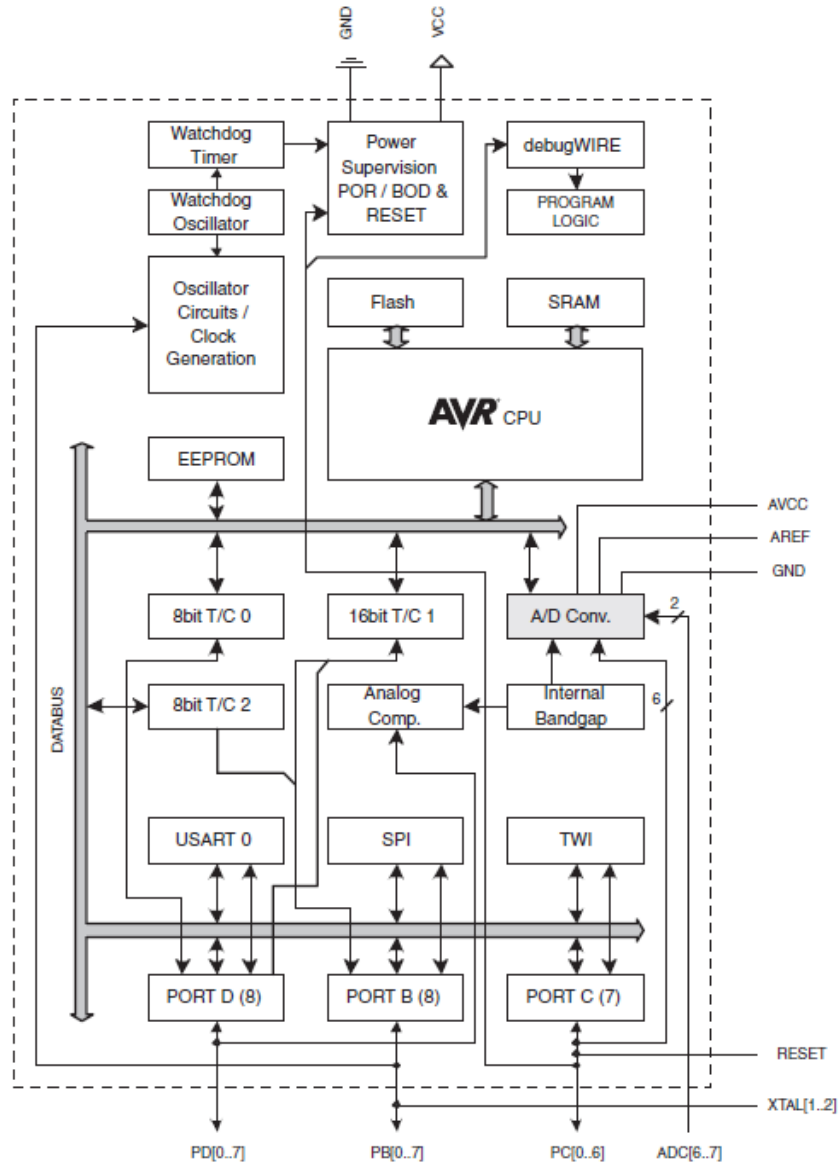 GND
VCC
Watchdog
Timer
Power
Supervision
POR / BOD &
RESET
debugWIRE
Watchdog
Oscillator
PROGRAM
LOGIC
Oscillator
Circuits /
Clock
Generation
Flash
SRAM
AVR CPU
EEPROM
AVCC
AREF
GND
8bit T/C 0
16bit T/C 1
A/D Conv.
2
DATABUS
8bit T/C 2
Analog
Comp.
Internal
Bandgap
6
USART 0
SPI
TWI
PORT D (8)
PORT B (8)
PORT C (7)
RESET
XTAL[1..2]
PD[0..7]
PB[0..7]
PC[0..6]
ADC[6..7]